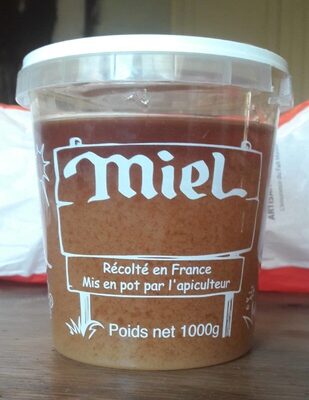 Miel
Récolté en France
Mis en pot par l'apiculteur
Poids net 1000g